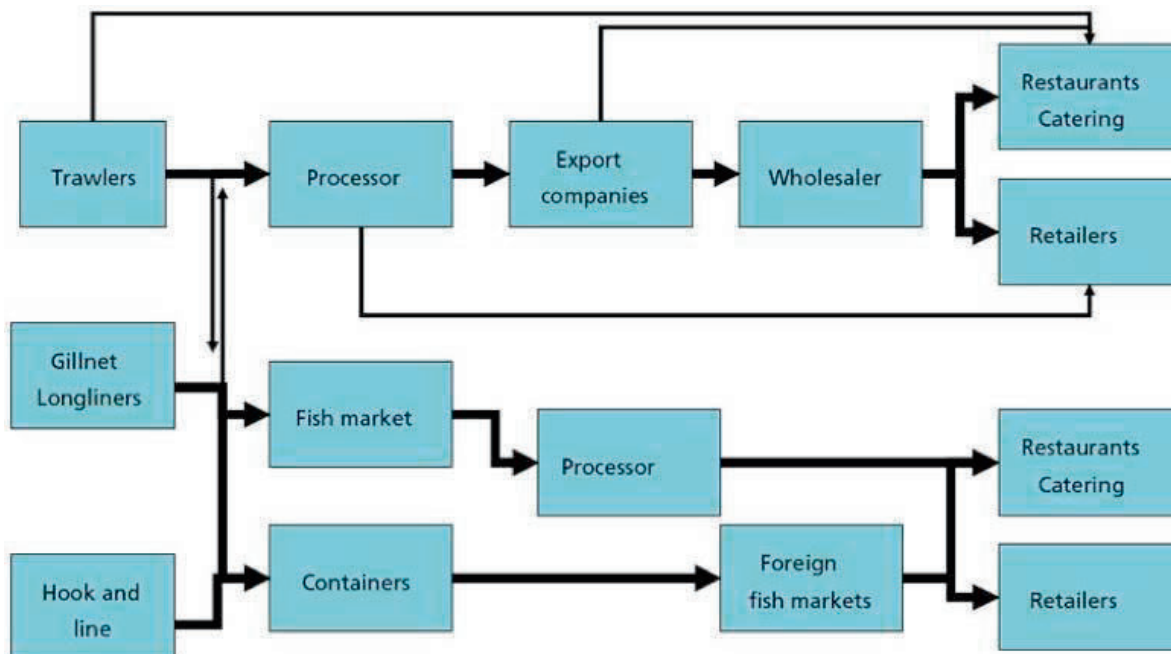 Restaurants
Catering
Trawlers
Processor
Export
companies
Wholesaler
Retailers
Gillnet
Longliners
Fish market
Processor
Restaurants
Catering
Hook and
line
Containers
Foreign
fish markets
Retailers